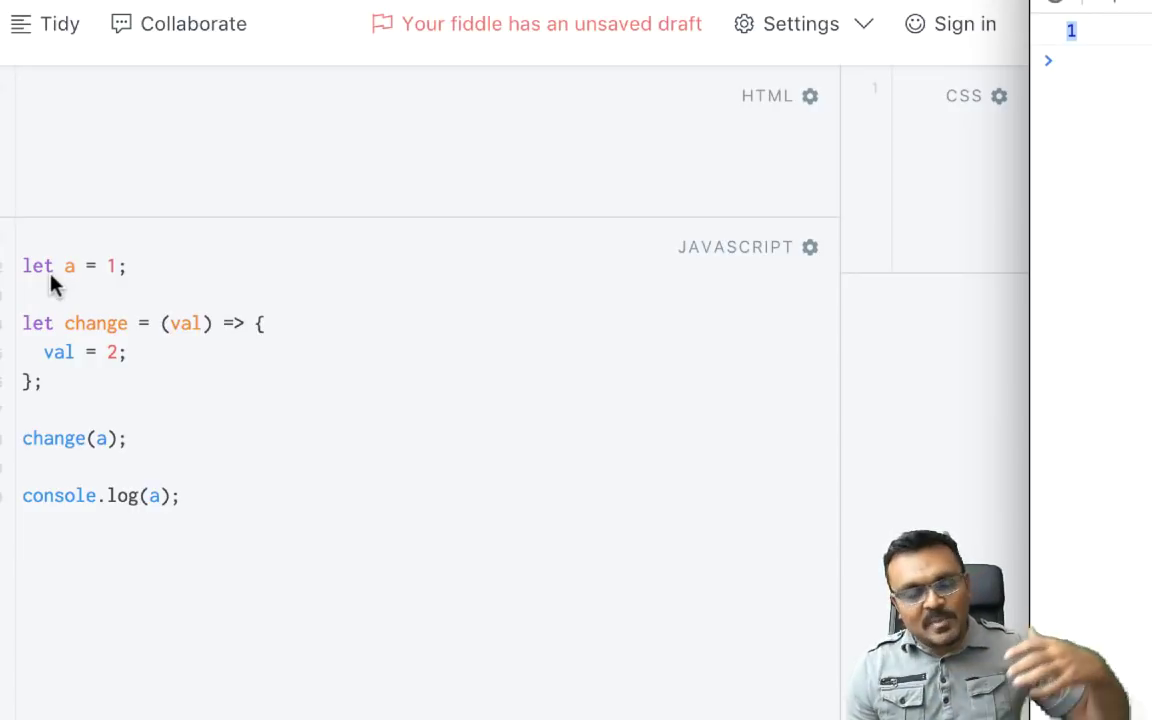 Tidy Collaborate Your fiddle has an unsaved draft Settings Sign in
1
HTML
1
CSS
JAVASCRIPT
let a = 1;
let change = (val) => {
val = 2;
};
change(a);
console.log(a);